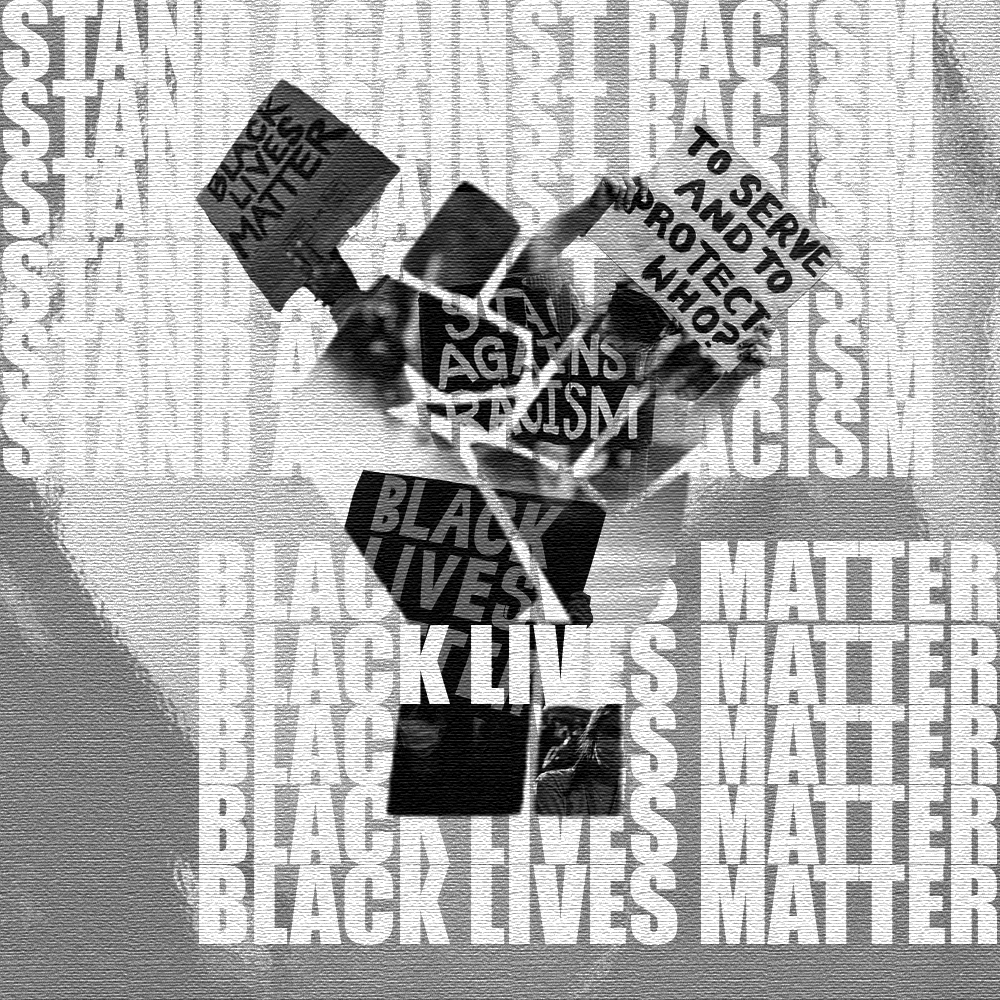 STAND AGAINST RACISM
STAND AGAINST RACISM
STAND AGAINST RACISM
STAND AGAINST RACISM
STAND AGAINST RACISM
STAND AGAINST RACISM
BLACK
LIVES
MATTER
TO SERVE
AND TO
PROTECT
WHO?
STAN
AGAINST
RACISM
BLACK
LIVES
BLACK LIVES MATTER
BLACK LIVES MATTER
BLACK LIVES MATTER
BLACK LIVES MATTER
BLACK LIVES MATTER